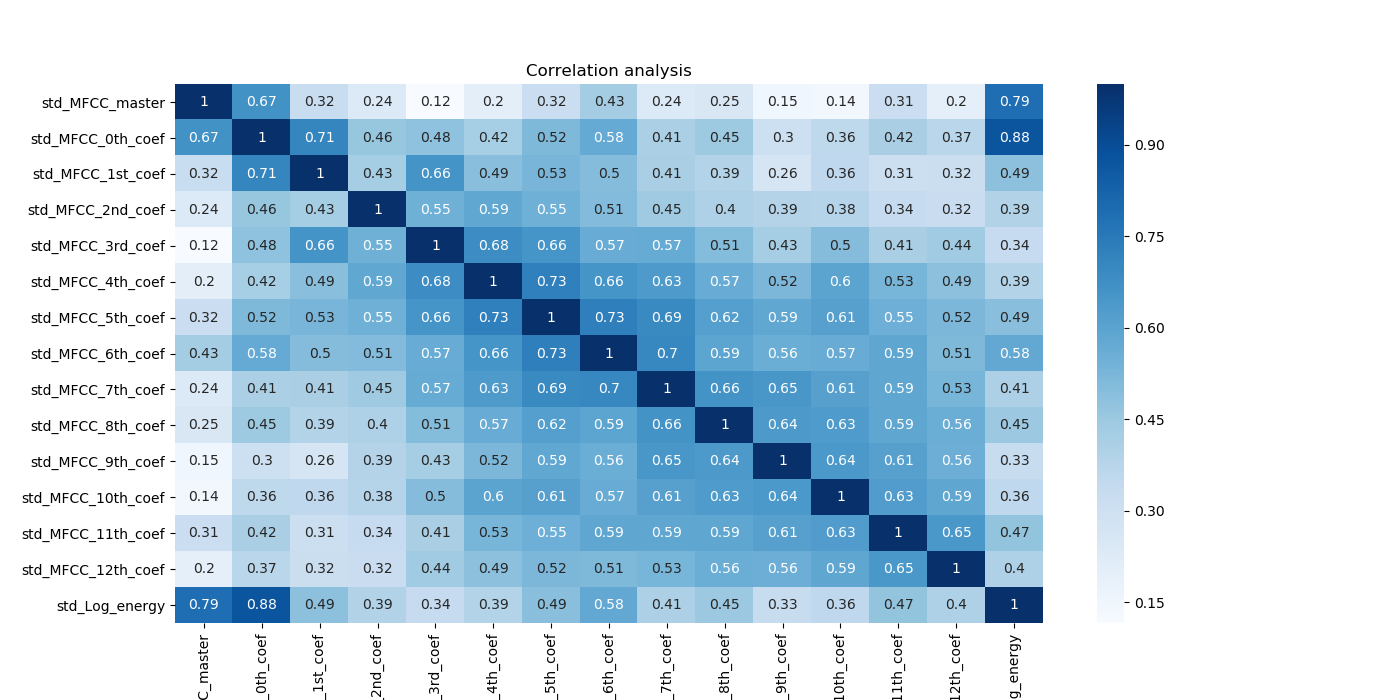 Correlation analysis
std_MFCC_master 1 0.67 0.32 0.24 0.12 0.2 0.32 0.43 0.24 0.25 0.15 0.14 0.31 0.2 0.79
std_MFCC_0th_coef 0.67 1 0.71 0.46 0.48 0.42 0.52 0.58 0.41 0.45 0.3 0.36 0.42 0.37 0.88
std_MFCC_1st_coef 0.32 0.71 1 0.43 0.66 0.49 0.53 0.5 0.41 0.39 0.26 0.36 0.31 0.32 0.49
std_MFCC_2nd_coef 0.24 0.46 0.43 1 0.55 0.59 0.55 0.51 0.45 0.4 0.39 0.38 0.34 0.32 0.39
std_MFCC_3rd_coef 0.12 0.48 0.66 0.55 1 0.68 0.66 0.57 0.57 0.51 0.43 0.5 0.41 0.44 0.34
std_MFCC_4th_coef 0.2 0.42 0.49 0.59 0.68 1 0.73 0.66 0.63 0.57 0.52 0.6 0.53 0.49 0.39
std_MFCC_5th_coef 0.32 0.52 0.53 0.55 0.66 0.73 1 0.73 0.69 0.62 0.59 0.61 0.55 0.52 0.49
std_MFCC_6th_coef 0.43 0.58 0.5 0.51 0.57 0.66 0.73 1 0.7 0.59 0.56 0.57 0.59 0.51 0.58
std_MFCC_7th_coef 0.24 0.41 0.41 0.45 0.57 0.63 0.69 0.7 1 0.66 0.65 0.61 0.59 0.53 0.41
std_MFCC_8th_coef 0.25 0.45 0.39 0.4 0.51 0.57 0.62 0.59 0.66 1 0.64 0.63 0.59 0.56 0.45
std_MFCC_9th_coef 0.15 0.3 0.26 0.39 0.43 0.52 0.59 0.56 0.65 0.64 1 0.64 0.61 0.56 0.33
std_MFCC_10th_coef 0.14 0.36 0.36 0.38 0.5 0.6 0.61 0.57 0.61 0.63 0.64 1 0.63 0.59 0.36
std_MFCC_11th_coef 0.31 0.42 0.31 0.34 0.41 0.53 0.55 0.59 0.59 0.59 0.61 0.63 1 0.65 0.47
std_MFCC_12th_coef 0.2 0.37 0.32 0.32 0.44 0.49 0.52 0.51 0.53 0.56 0.56 0.59 0.65 1 0.4
std_Log_energy 0.79 0.88 0.49 0.39 0.34 0.39 0.49 0.58 0.41 0.45 0.33 0.36 0.47 0.4 1
C_master
_0th_coef
_1st_coef
2nd_coef
_3rd_coef
_4th_coef
_5th_coef
_6th_coef
_7th_coef
_8th_coef
_9th_coef
10th_coef
11th_coef
12th_coef
g_energy
0.90
0.75
0.60
0.45
0.30
0.15